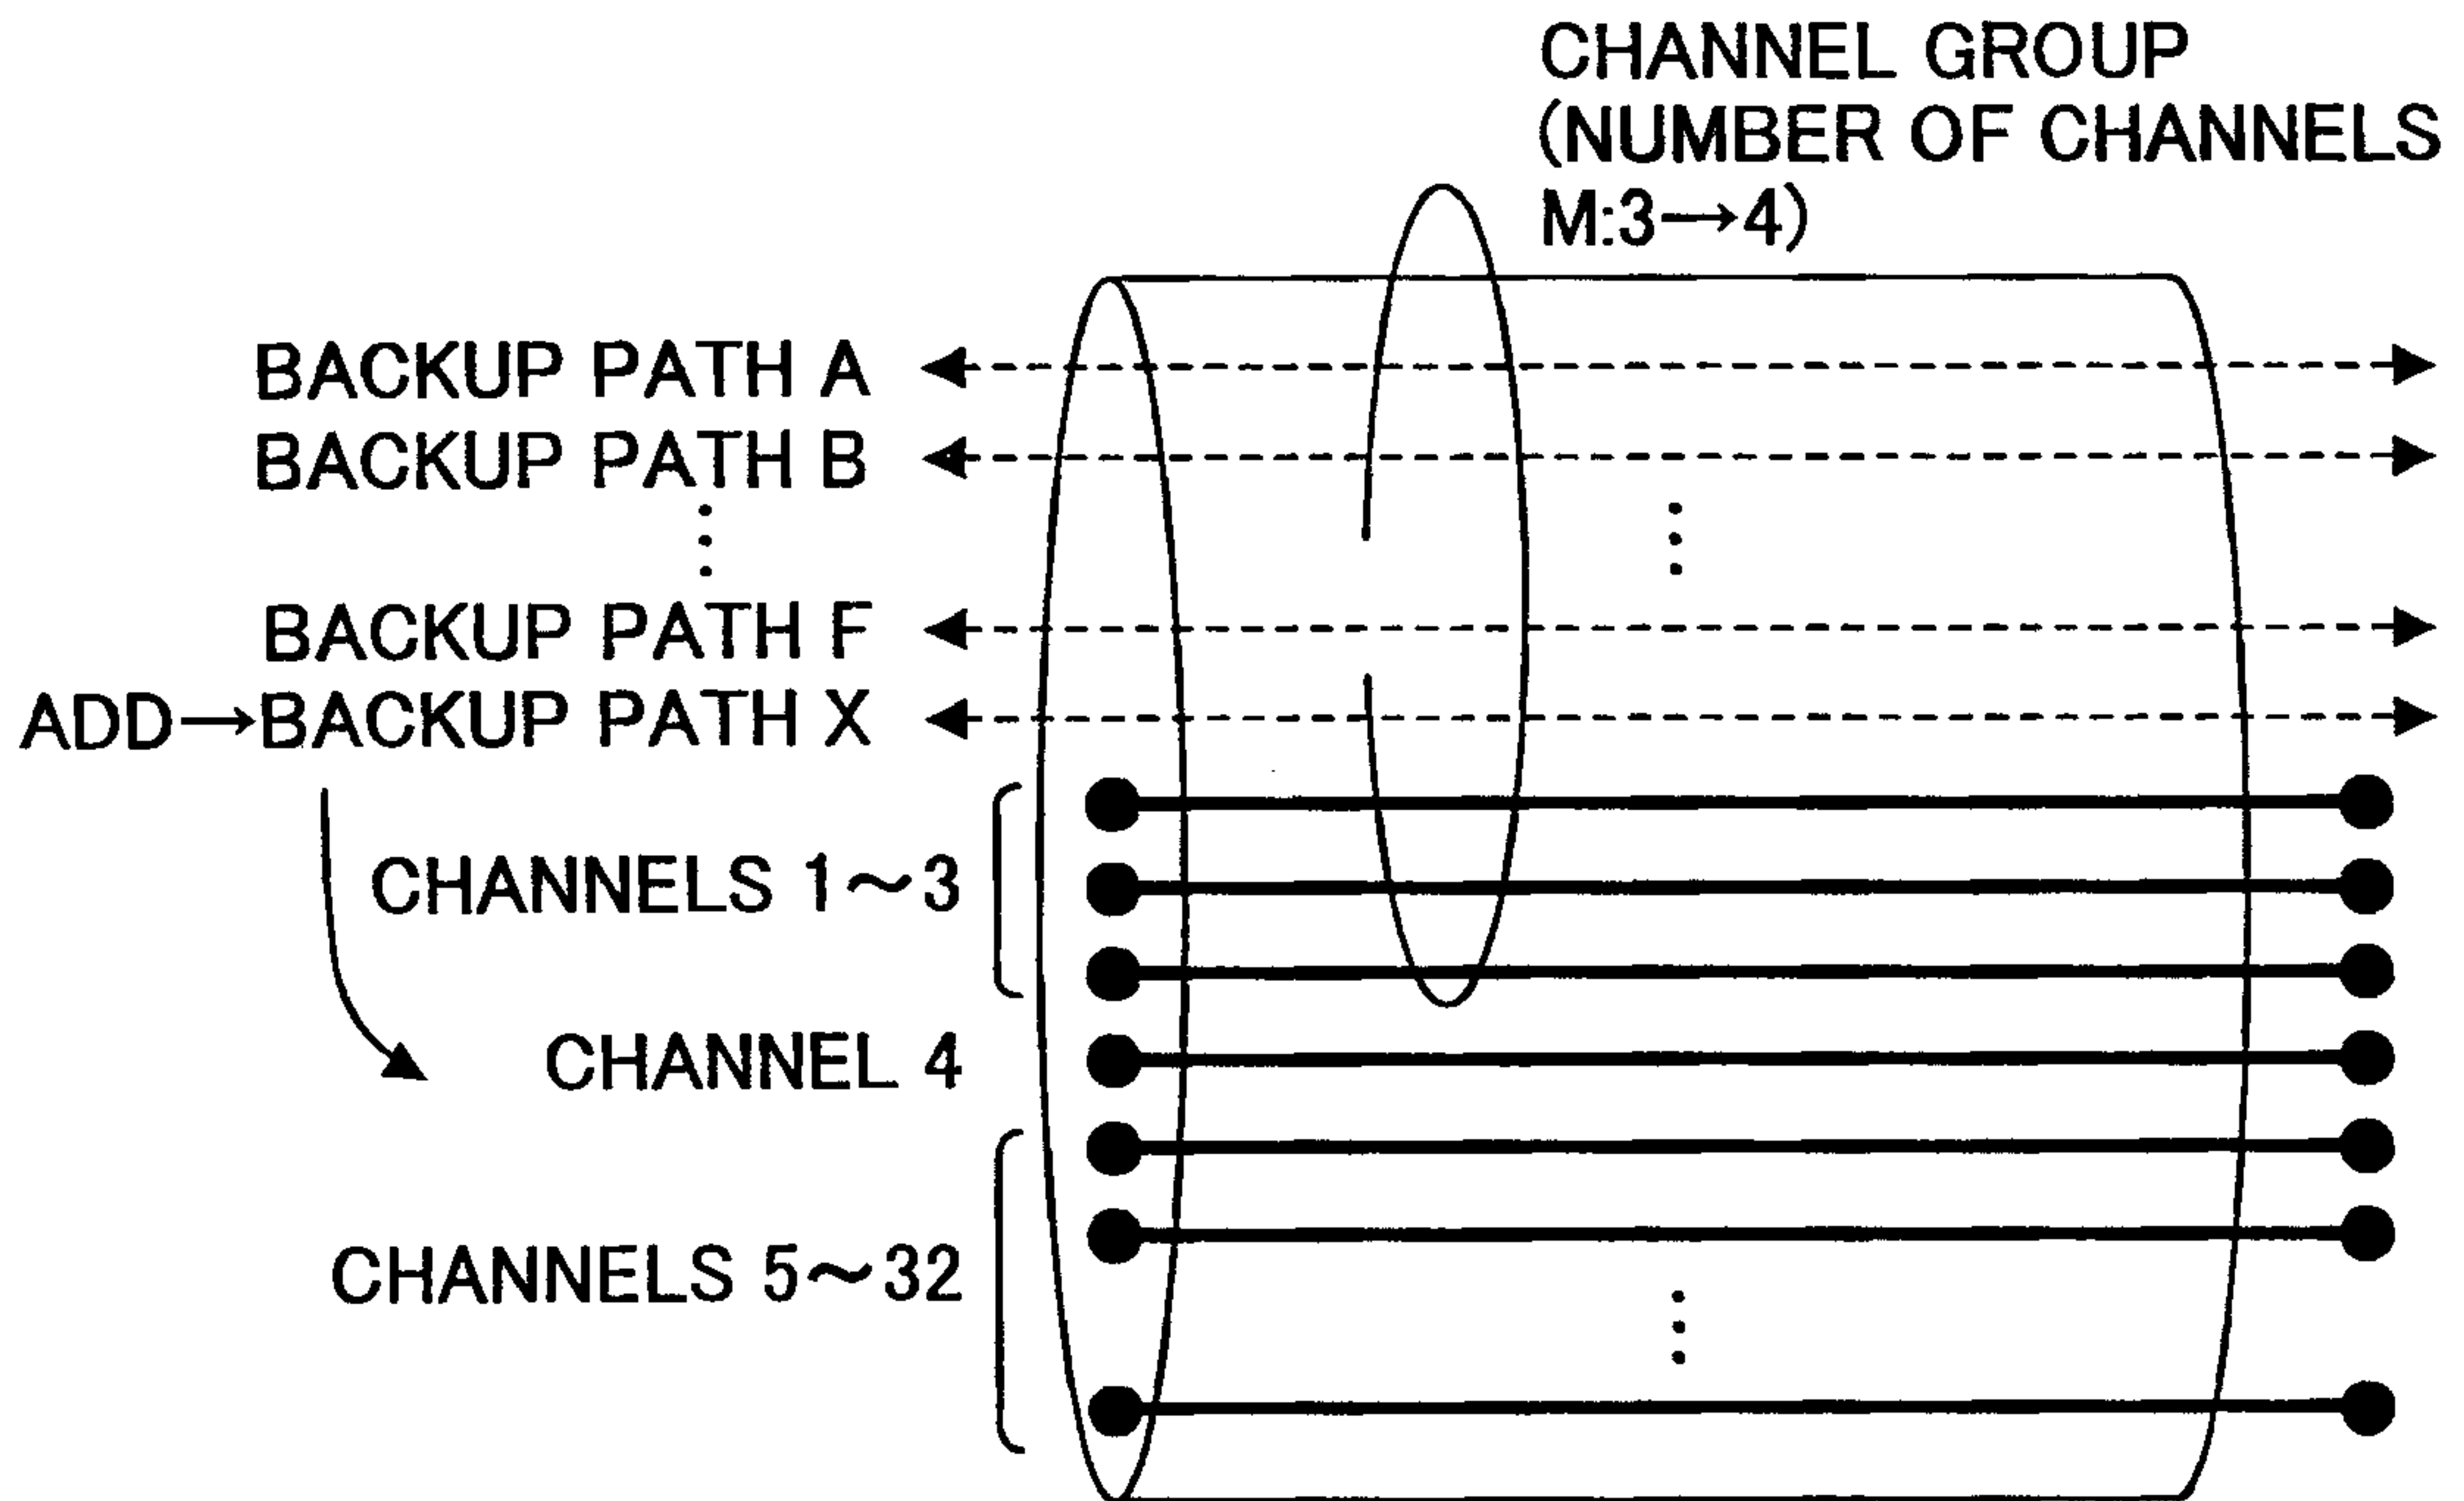 CHANNEL GROUP
(NUMBER OF CHANNELS
M:3→4)
BACKUP PATH A
BACKUP PATH B
BACKUP PATH F
ADD→BACKUP PATH X
CHANNELS 1～3
CHANNEL 4
CHANNELS 5～32